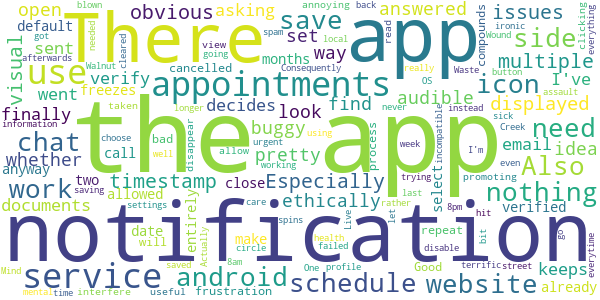 open blown annoying back
default needed obvious asking answered issues clicking
got set compounds Wound
visual sent There save app side everything
cleared spam ironic
afterwards Walnut view local read
use months way multiple
Consequently button
verify going cancelled OS
went freezes appointments icon I've
really Waste assault
finally taken longer decides audible displayed
information never instead
chat choose the app find need
whether call bad disappear buggy look process urgent allow working using incompatible email idea
anyway well pretty week I'm sick Creek
two Especially trying even Also
work timestamp close select promoting nothing
documents saving settings allowed entirely ethically
notification care rather let 8pm hit verified
service date will make spins Live last repeat go everytime
Actually circle disable bit
android schedule website
8am health failed Good terrific street keeps
Mind saved One profile
mental time interfere useful frustration already